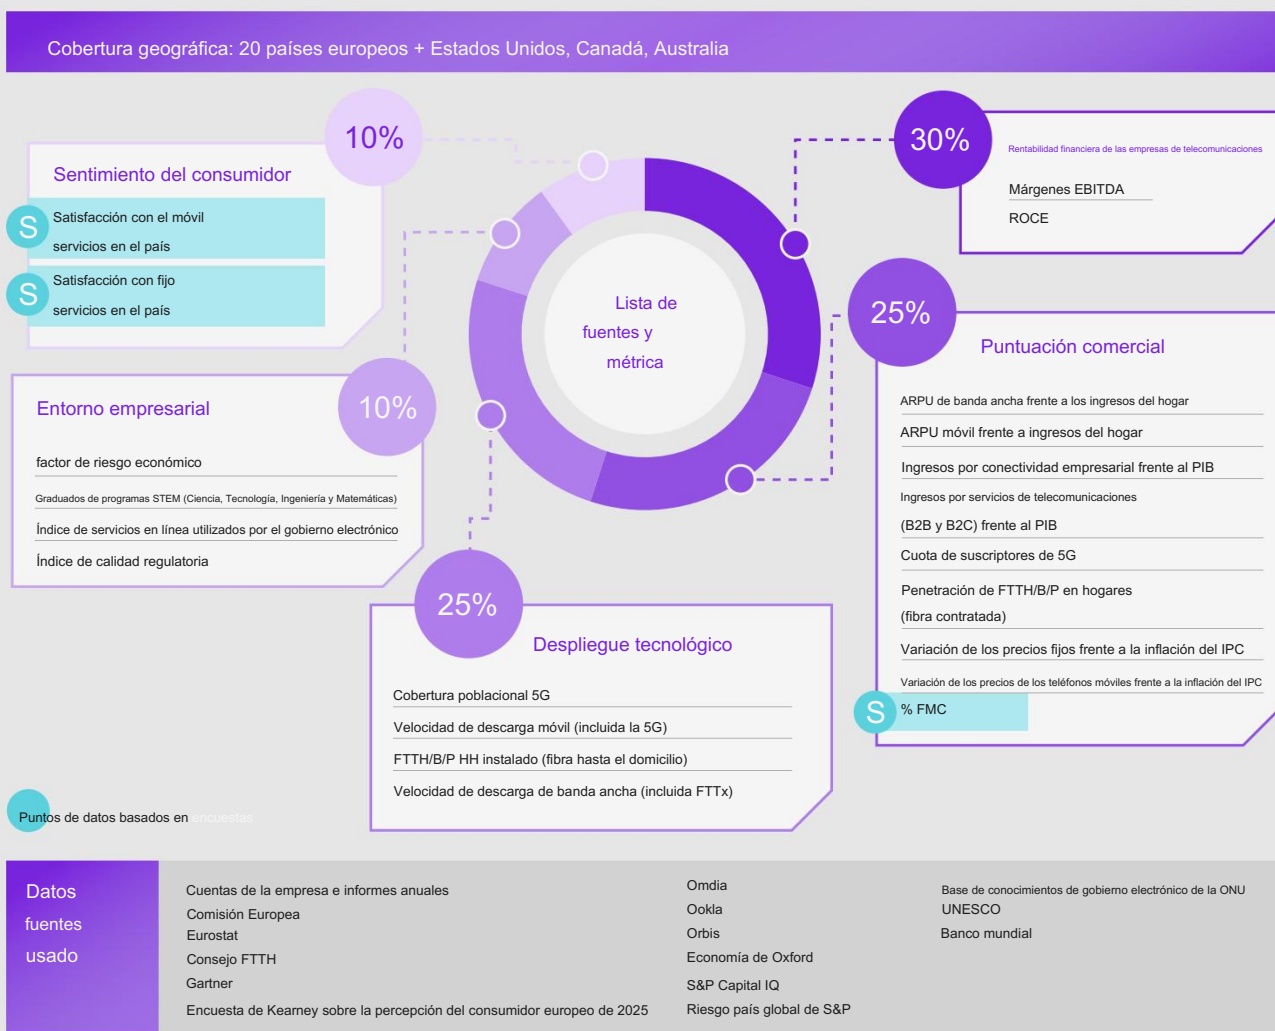 Cobertura geográfica: 20 países europeos + Estados Unidos, Canadá, Australia
10%
Sentimiento del consumidor
S
Satisfacción con el móvil
servicios en el país
S
Satisfacción con fijo
servicios en el país
30%
Rentabilidad financiera de las empresas de telecomunicaciones
Márgenes EBITDA
ROCE
Lista de
fuentes y
métrica
10%
Entorno empresarial
factor de riesgo económico
Graduados de programas STEM (Ciencia, Tecnología, Ingeniería y Matemáticas)
Índice de servicios en línea utilizados por el gobierno electrónico
Índice de calidad regulatoria
25%
Puntuación comercial
ARPU de banda ancha frente a los ingresos del hogar
ARPU móvil frente a ingresos del hogar
Ingresos por conectividad empresarial frente al PIB
Ingresos por servicios de telecomunicaciones
(B2B y B2C) frente al PIB
Cuota de suscriptores de 5G
Penetración de FTTH/B/P en hogares
(fibra contratada)
Variación de los precios fijos frente a la inflación del IPC
Variación de los precios de los teléfonos móviles frente a la inflación del IPC
S
% FMC
25%
Despliegue tecnológico
Cobertura poblacional 5G
Velocidad de descarga móvil (incluida la 5G)
FTTH/B/P HH instalado (fibra hasta el domicilio)
Velocidad de descarga de banda ancha (incluida FTTx)
Puntos de datos basados en encuestas
Datos
fuentes
usado
Cuentas de la empresa e informes anuales
Comisión Europea
Eurostat
Consejo FTTH
Gartner
Encuesta de Kearney sobre la percepción del consumidor europeo de 2025
Omdia
Ookla
Orbis
Economía de Oxford
S&P Capital IQ
Riesgo país global de S&P
Base de conocimientos de gobierno electrónico de la ONU
UNESCO
Banco mundial